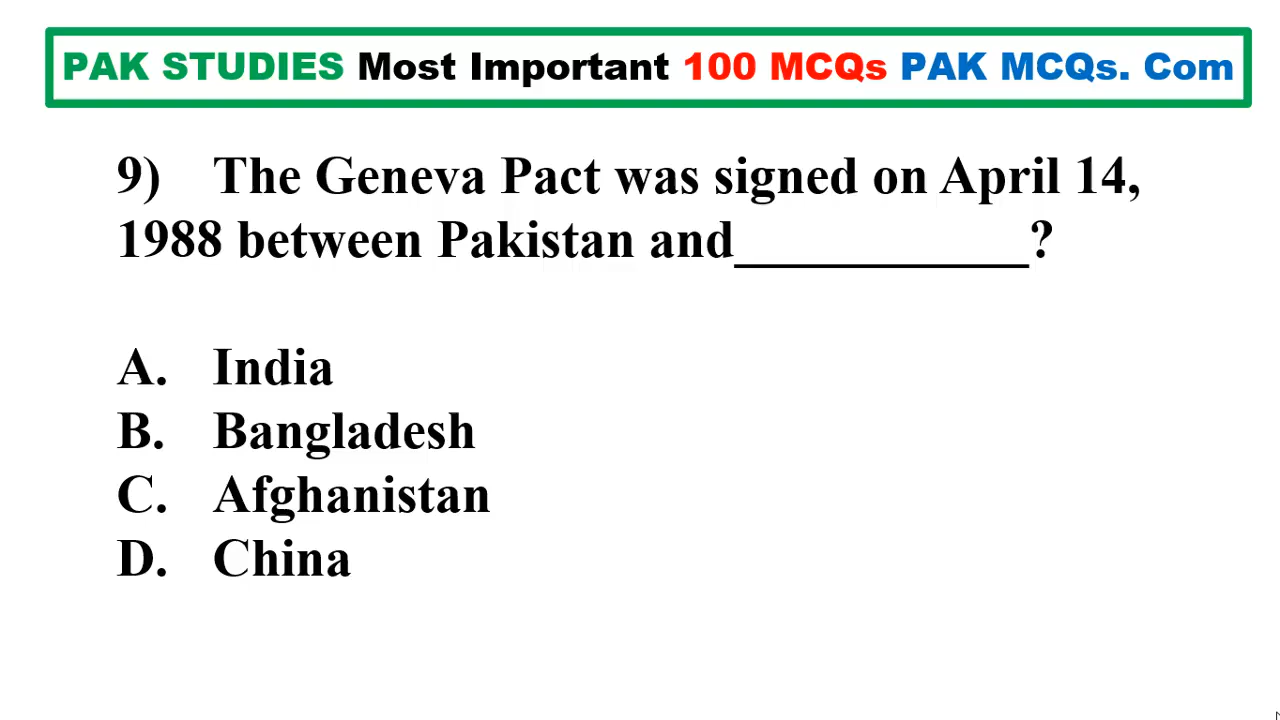 PAK STUDIES Most Important 100 MCQs PAK MCQs. Com
9) The Geneva Pact was signed on April 14,
1988 between Pakistan and___________?
A. India
B. Bangladesh
C. Afghanistan
D. China